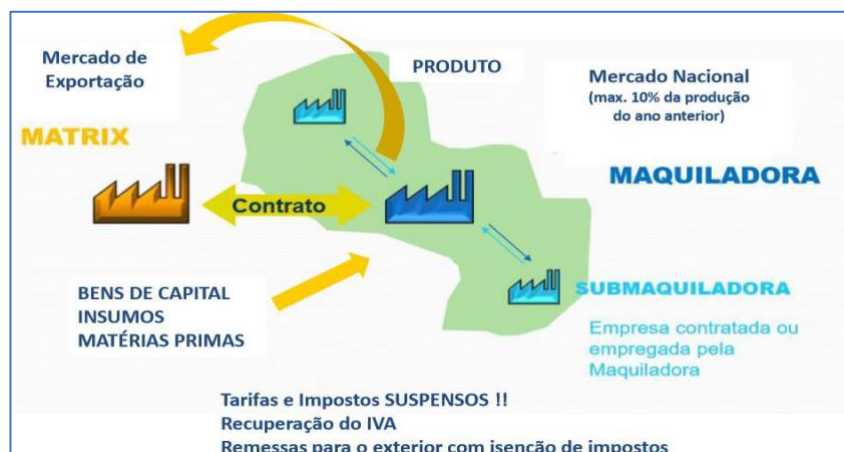 Mercado de
Exportação
PRODUTO
Mercado Nacional
(max. 10% da produção
do ano anterior)
MATRIX
MAQUILADORA
Contrato
BENS DE CAPITAL
INSUMOS
MATÉRIAS PRIMAS
SUBMAQUILADORA
Empresa contratada ou
empregada pela
Maquiladora
Tarifas e Impostos SUSPENSOS !!
Recuperação do IVA
Remessas para o exterior com isenção de impostos